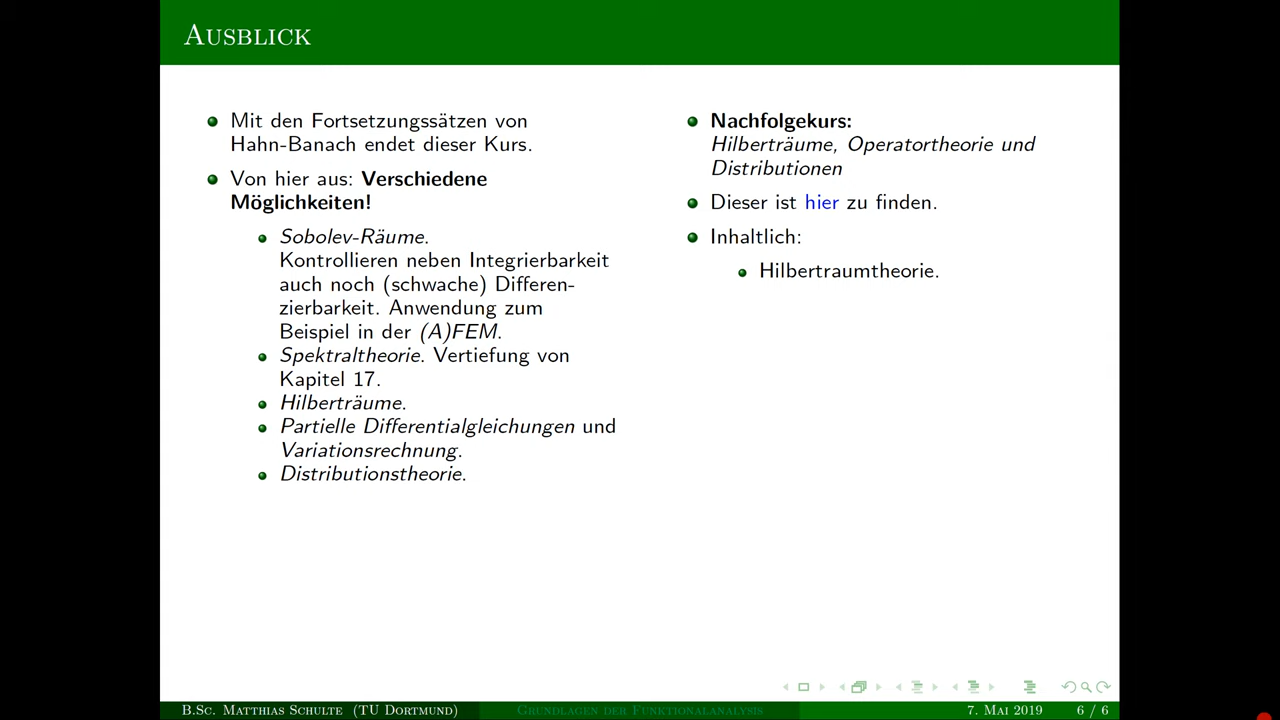 Ausblick
Mit den Fortsetzungssätzen von
Hahn-Banach endet dieser Kurs.
Von hier aus: Verschiedene
Möglichkeiten!
Sobolev-Räume.
Kontrollieren neben Integrierbarkeit
auch noch (schwache) Differen-
zierbarkeit. Anwendung zum
Beispiel in der (A)FEM.
Spektraltheorie. Vertiefung von
Kapitel 17.
Hilberträume.
Partielle Differentialgleichungen und
Variationsrechnung.
Distributionstheorie.
Nachfolgekurs:
Hilberträume, Operatortheorie und
Distributionen
Dieser ist hier zu finden.
Inhaltlich:
Hilbertraumtheorie.
B.Sc. Matthias Schulte (TU Dortmund)
Grundlagen der Funktionalanalysis
7. Mai 2019
6 / 6